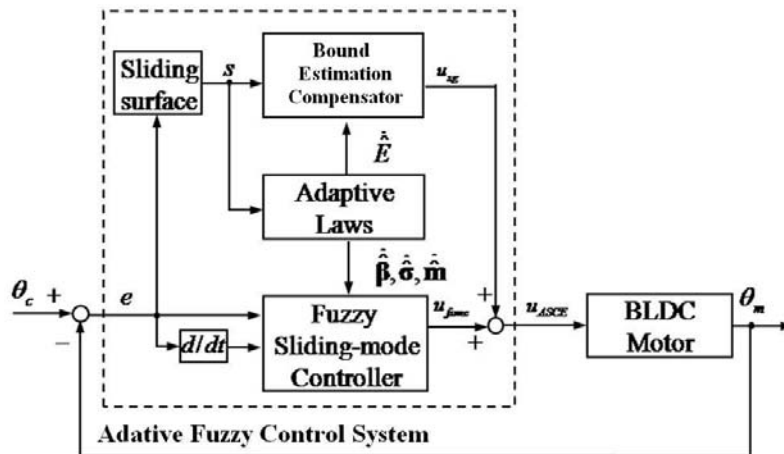 Sliding surface
s
Bound Estimation Compensator
u_sg
Ė̂
Adaptive Laws
β̂̇, σ̂̇, m̂̇
θ_c +
−
e
d/dt
Fuzzy Sliding-mode Controller
u_fsmc
+
+
u_ASCE
BLDC Motor
θ_m
Adative Fuzzy Control System